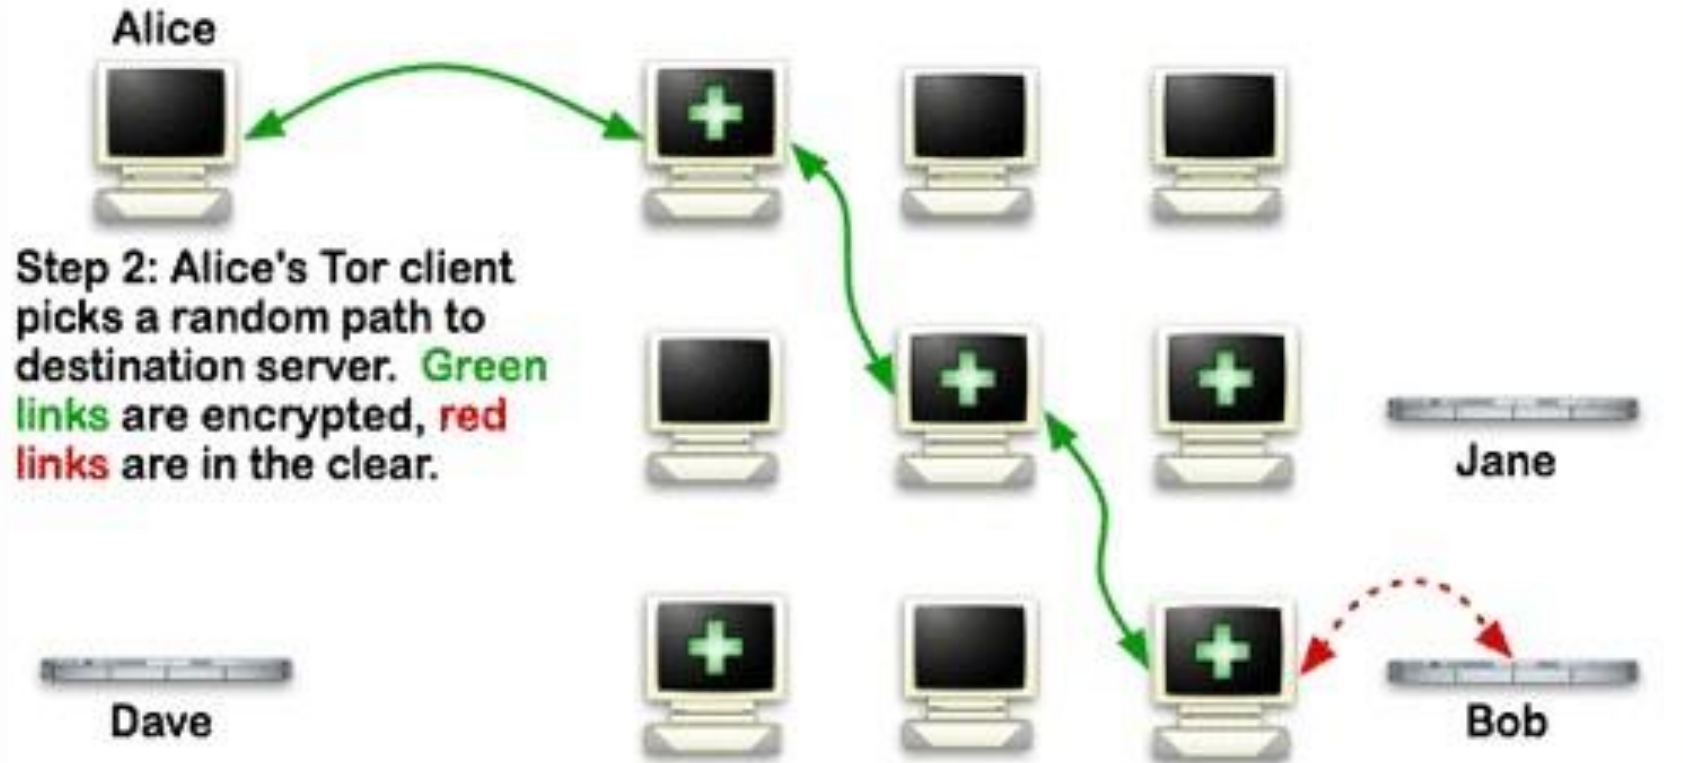 Alice
Step 2: Alice's Tor client
picks a random path to
destination server. Green
links are encrypted, red
links are in the clear.
Jane
Dave
Bob